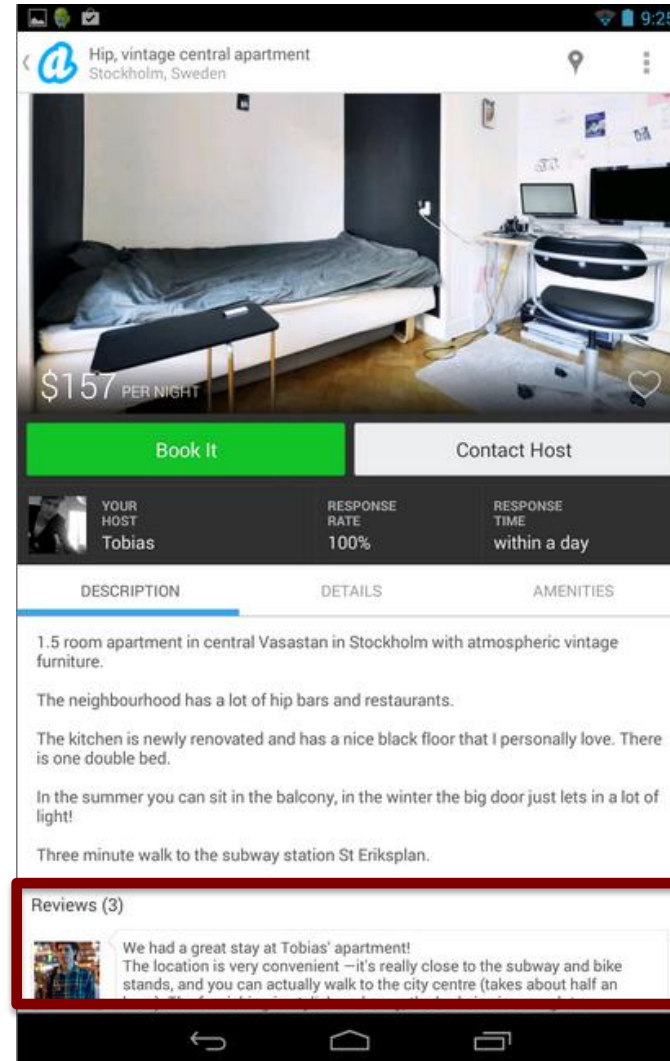 9:25
Hip, vintage central apartment
Stockholm, Sweden
$157 PER NIGHT
Book It
Contact Host
YOUR
HOST
Tobias
RESPONSE
RATE
100%
RESPONSE
TIME
within a day
DESCRIPTION
DETAILS
AMENITIES
1.5 room apartment in central Vasastan in Stockholm with atmospheric vintage
furniture.
The neighbourhood has a lot of hip bars and restaurants.
The kitchen is newly renovated and has a nice black floor that I personally love. There
is one double bed.
In the summer you can sit in the balcony, in the winter the big door just lets in a lot of
light!
Three minute walk to the subway station St Eriksplan.
Reviews (3)
We had a great stay at Tobias' apartment!
The location is very convenient —it's really close to the subway and bike
stands, and you can actually walk to the city centre (takes about half an